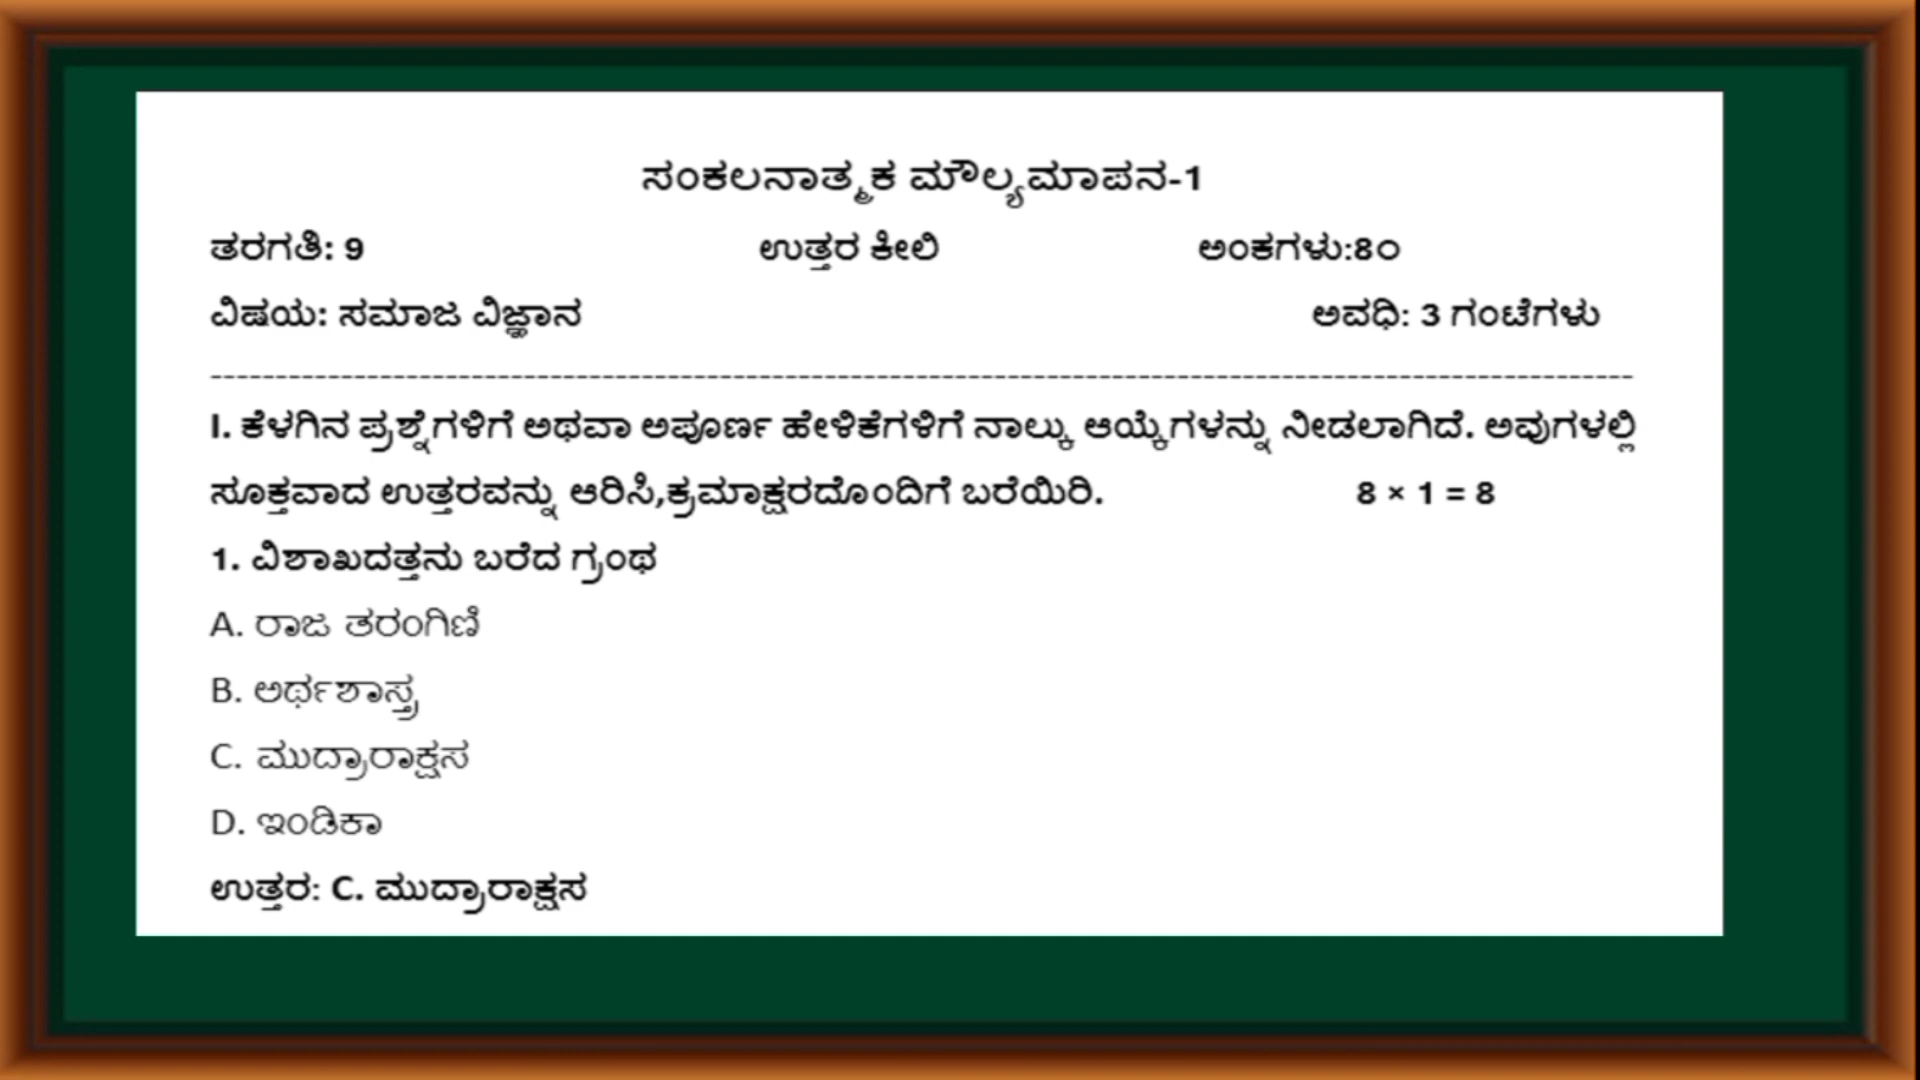 ಸಂಕಲನಾತ್ಮಕ ಮೌಲ್ಯಮಾಪನ-1
ತರಗತಿ: 9 ಉತ್ತರ ಕೀಲಿ ಅಂಕಗಳು:8೦
ವಿಷಯ: ಸಮಾಜ ವಿಜ್ಞಾನ ಅವಧಿ: 3 ಗಂಟೆಗಳು
--------------------------------------------------------------------------------------------------------------
I. ಕೆಳಗಿನ ಪ್ರಶ್ನೆಗಳಿಗೆ ಅಥವಾ ಅಪೂರ್ಣ ಹೇಳಿಕೆಗಳಿಗೆ ನಾಲ್ಕು ಆಯ್ಕೆಗಳನ್ನು ನೀಡಲಾಗಿದೆ. ಅವುಗಳಲ್ಲಿ
ಸೂಕ್ತವಾದ ಉತ್ತರವನ್ನು ಆರಿಸಿ,ಕ್ರಮಾಕ್ಷರದೊಂದಿಗೆ ಬರೆಯಿರಿ. 8 × 1 = 8
1. ವಿಶಾಖದತ್ತನು ಬರೆದ ಗ್ರಂಥ
A. ರಾಜ ತರಂಗಿಣಿ
B. ಅರ್ಥಶಾಸ್ತ್ರ
C. ಮುದ್ರಾರಾಕ್ಷಸ
D. ಇಂಡಿಕಾ
ಉತ್ತರ: C. ಮುದ್ರಾರಾಕ್ಷಸ